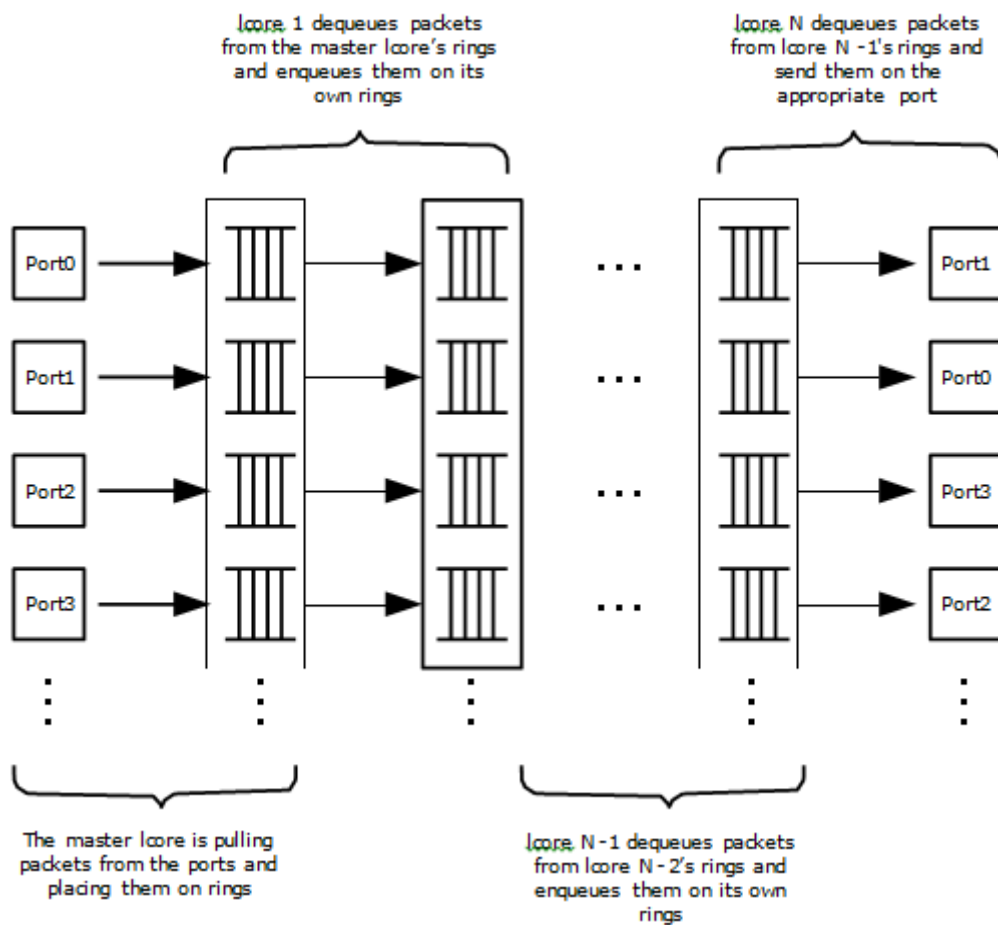 lcore 1 dequeues packets
from the master lcore's rings
and enqueues them on its
own rings
lcore N dequeues packets
from lcore N -1's rings and
send them on the
appropriate port
Port0
Port1
Port1
Port0
Port2
Port3
Port3
Port2
The master lcore is pulling
packets from the ports and
placing them on rings
lcore N -1 dequeues packets
from lcore N - 2's rings and
enqueues them on its own
rings